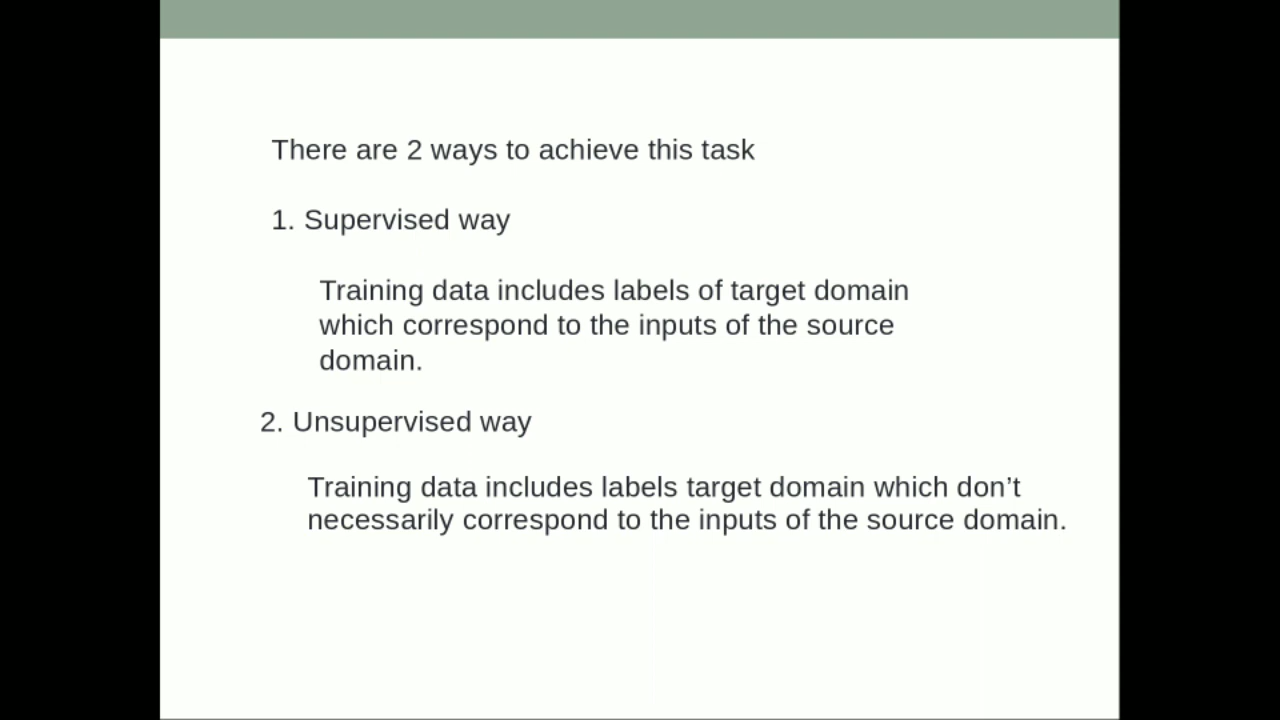 There are 2 ways to achieve this task
1. Supervised way
Training data includes labels of target domain
which correspond to the inputs of the source
domain.
2. Unsupervised way
Training data includes labels target domain which don’t
necessarily correspond to the inputs of the source domain.